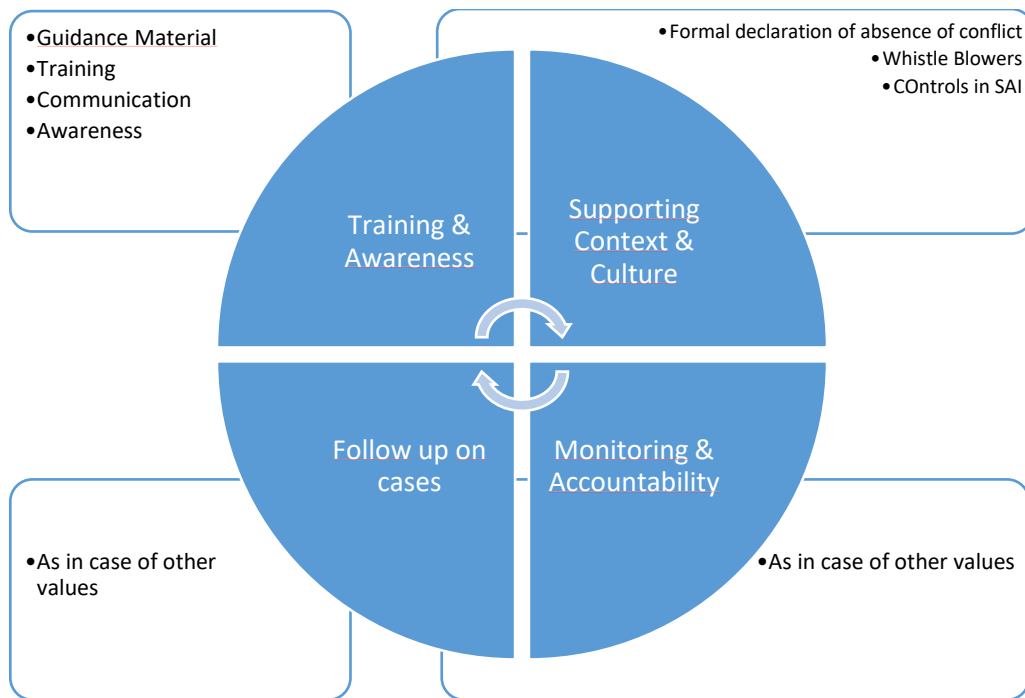 •Guidance Material
•Training
•Communication
•Awareness
•Formal declaration of absence of conflict
•Whistle Blowers
•COntrols in SAI
Training &
Awareness
Supporting
Context &
Culture
Follow up on
cases
Monitoring &
Accountability
•As in case of other
values
•As in case of other values